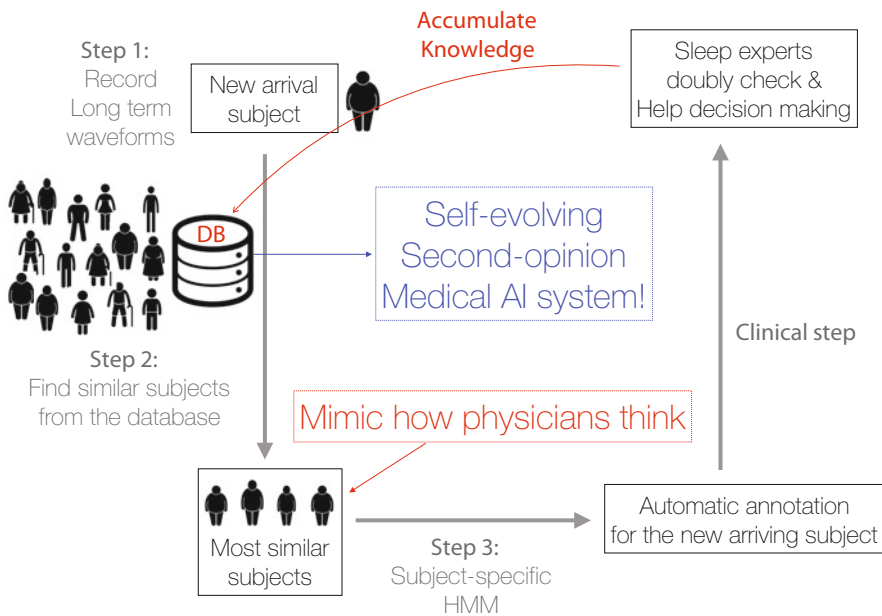 Step 1:
Record
Long term
waveforms
New arrival
subject
Accumulate
Knowledge
Sleep experts
doubly check &
Help decision making
DB
Self-evolving
Second-opinion
Medical AI system!
Step 2:
Find similar subjects
from the database
Clinical step
Mimic how physicians think
Most similar
subjects
Step 3:
Subject-specific
HMM
Automatic annotation
for the new arriving subject